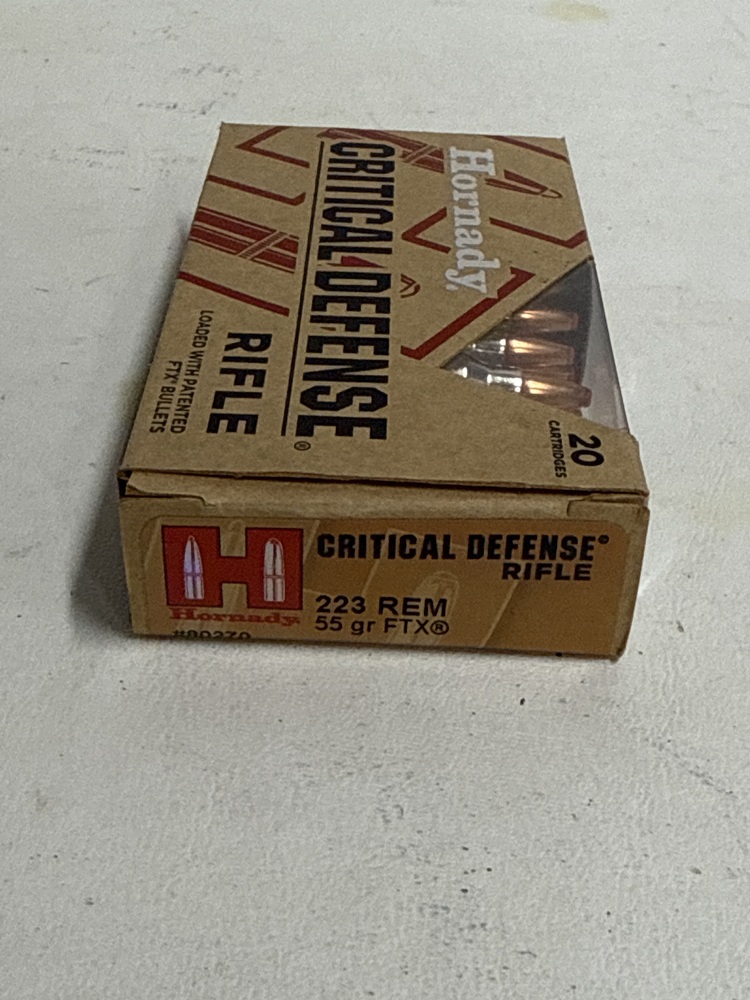 Hornady
CRITICAL DEFENSE®
RIFLE
LOADED WITH PATENTED
FTX® BULLETS
20
CARTRIDGES
H
Hornady
CRITICAL DEFENSE®
RIFLE
223 REM
55 gr FTX®
#80270